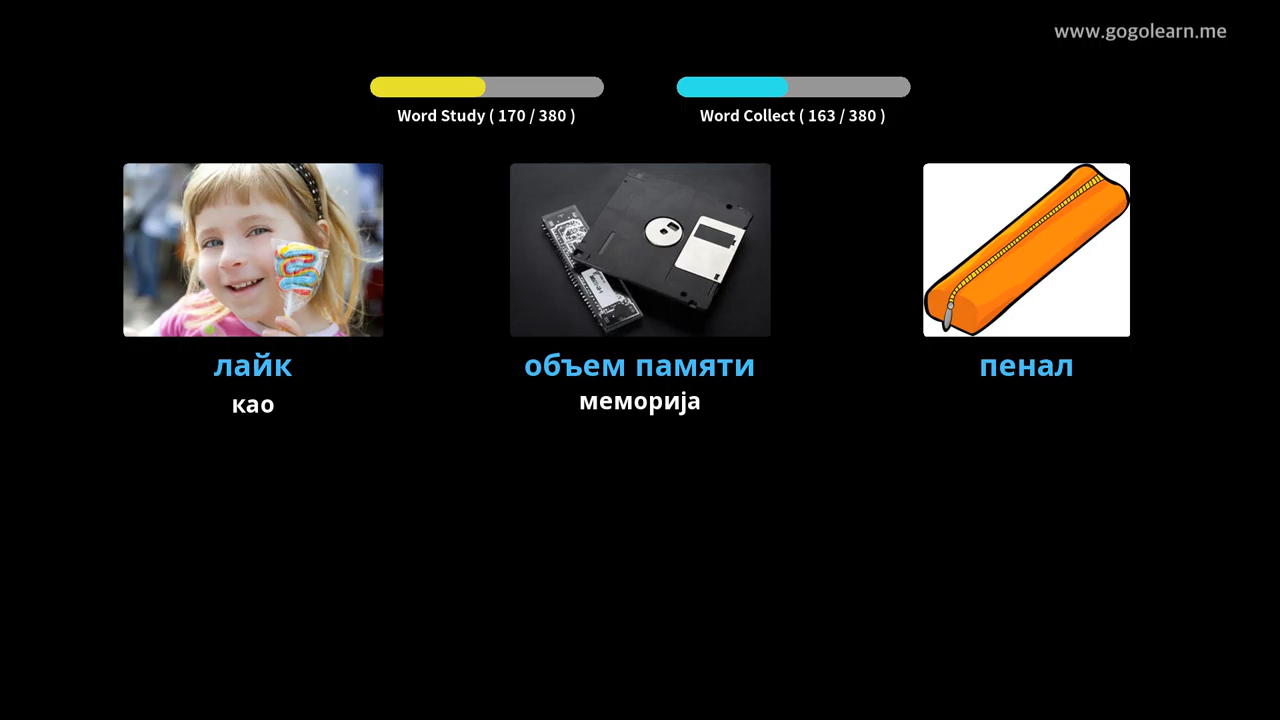 www.gogolearn.me
Word Study ( 170 / 380 )
Word Collect ( 163 / 380 )
лайк
объем памяти
пенал
као
меморија